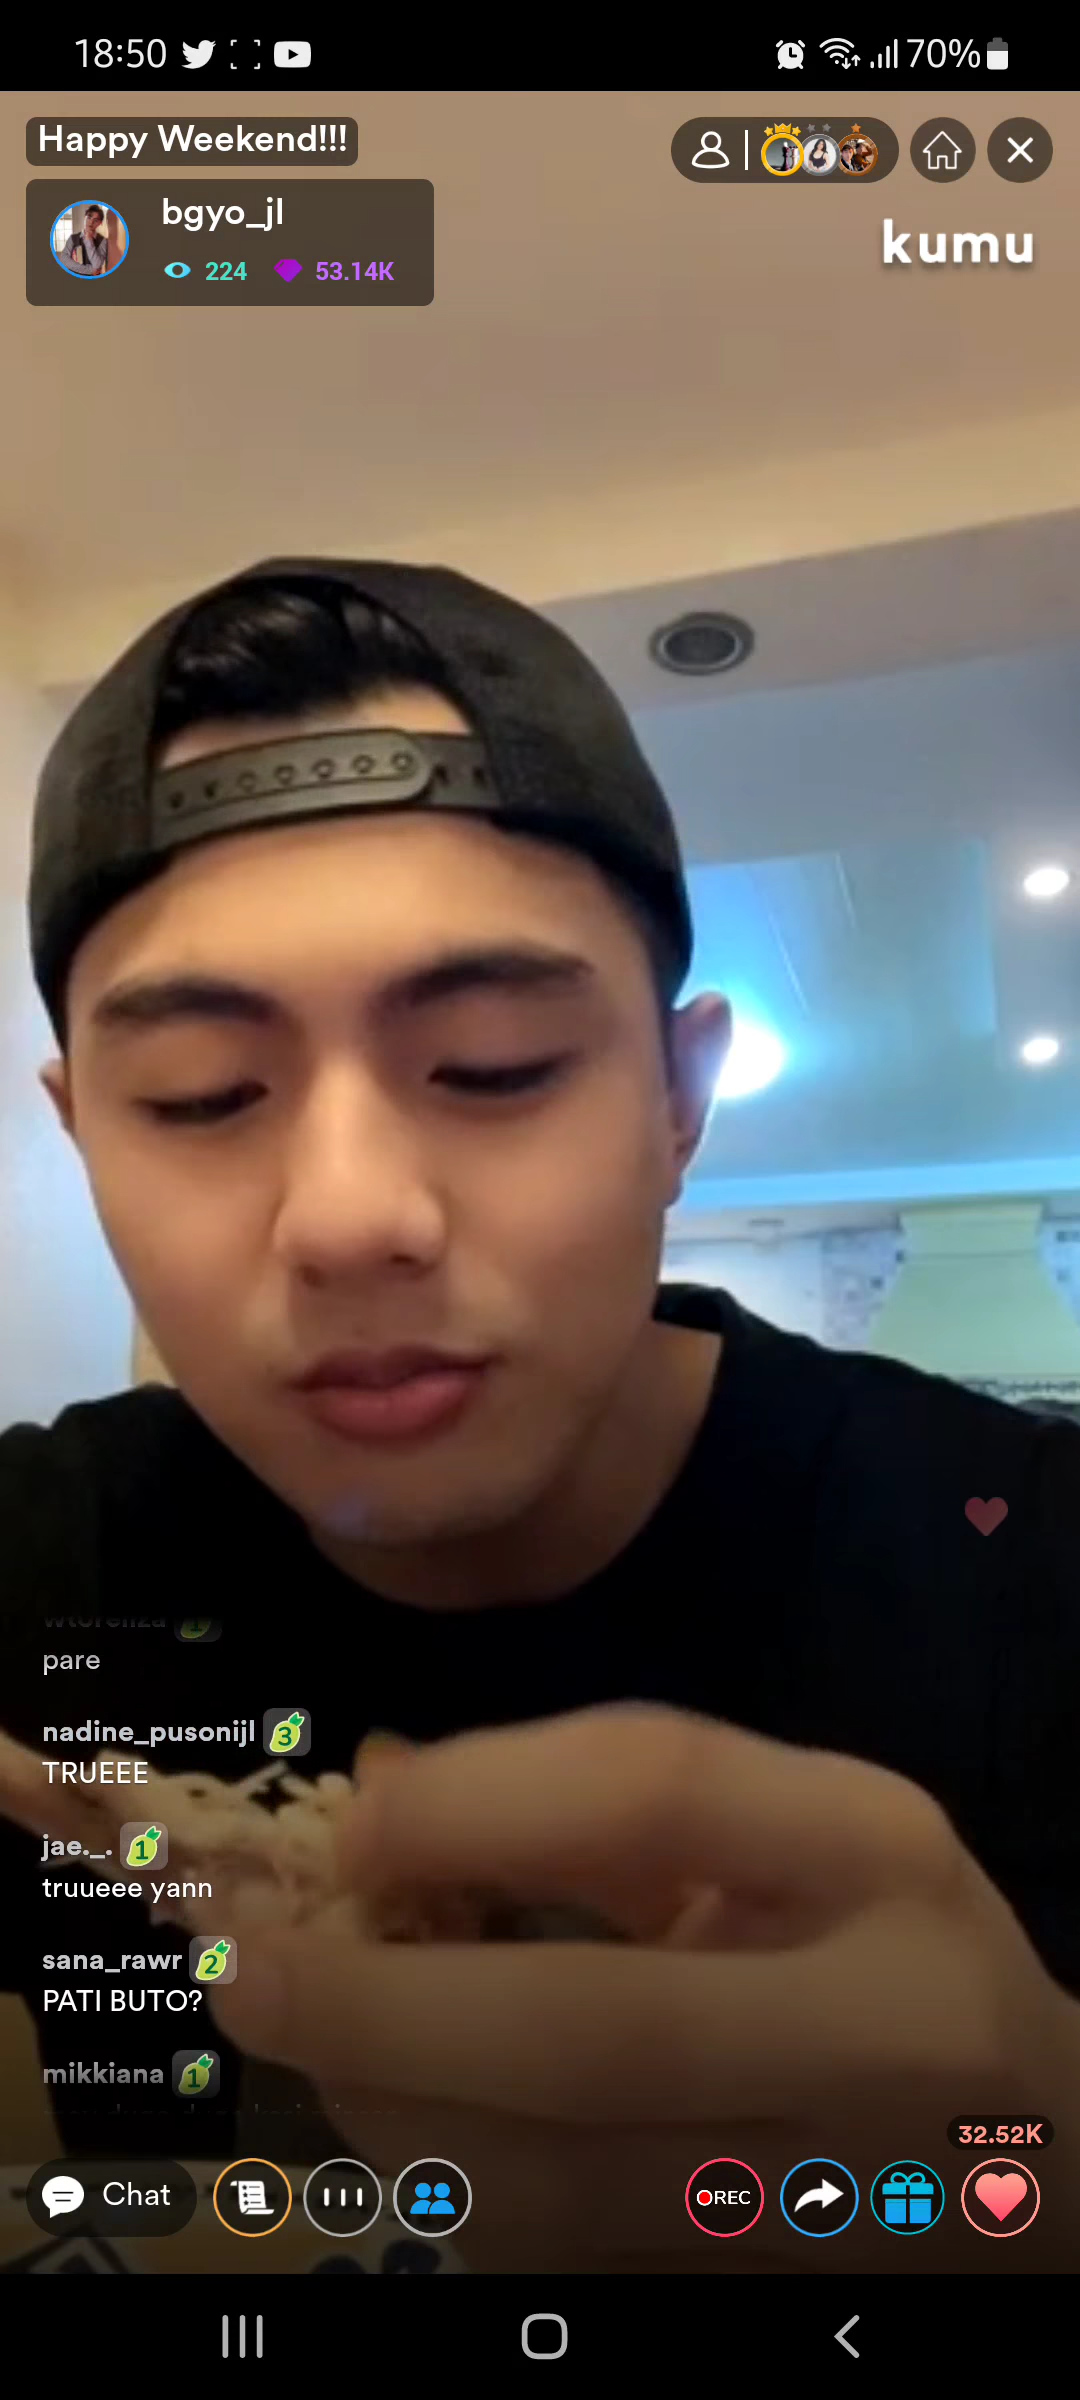 18:50
70%
Happy Weekend!!!
bgyo_jl
224 53.14K
kumu
pare
nadine_pusonijl 3
TRUEEE
jae._. 1
truueee yann
sana_rawr 2
PATI BUTO?
mikkiana 1
32.52K
Chat
REC